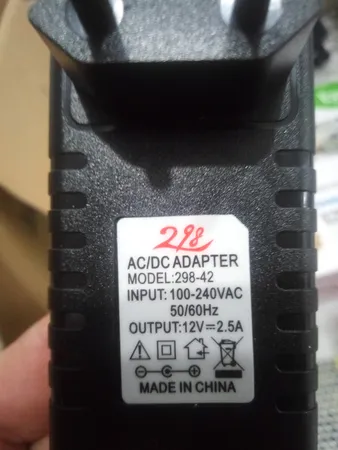 298
AC/DC ADAPTER
MODEL:298-42
INPUT: 100-240VAC
50/60Hz
OUTPUT:12V⎓2.5A
MADE IN CHINA